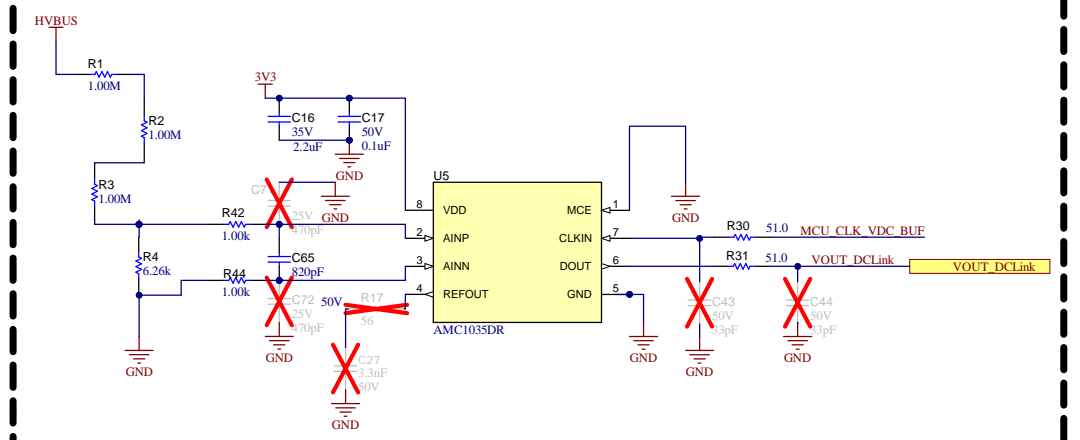 HVBUS
R1
1.00M
R2
1.00M
R3
1.00M
R4
6.26k
GND
3V3
C16
35V
2.2uF
C17
50V
0.1uF
GND
C7
25V
470pF
GND
R42
1.00k
C65
820pF
50V
R44
1.00k
C72
25V
470pF
GND
R17
56
C27
3.3nF
50V
GND
U5
8 VDD
2 AINP
3 AINN
4 REFOUT
MCE 1
CLKIN 7
DOUT 6
GND 5
AMC1035DR
GND
GND
R30
51.0
MCU_CLK_VDC_BUF
R31
51.0
VOUT_DCLink
VOUT_DCLink
C43
50V
33pF
GND
C44
50V
33pF
GND